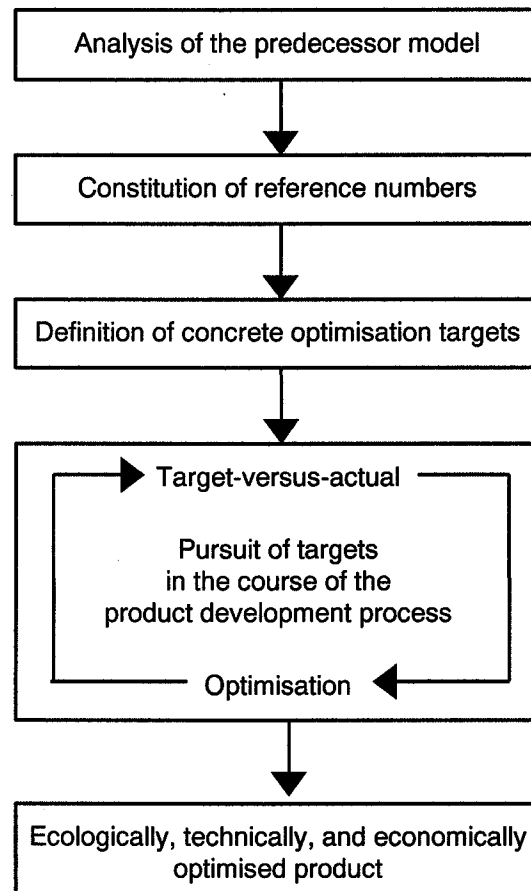 Analysis of the predecessor model
Constitution of reference numbers
Definition of concrete optimisation targets
Target-versus-actual
Pursuit of targets
in the course of the
product development process
Optimisation
Ecologically, technically, and economically
optimised product